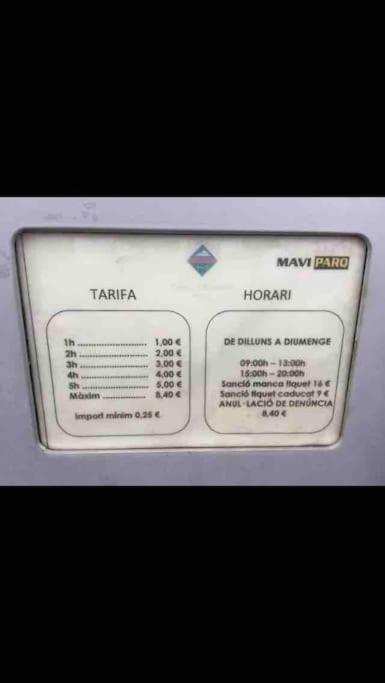 MAVI PARQ
TARIFA
1h ........................ 1,00 €
2h ........................ 2,00 €
3h ........................ 3,00 €
4h ........................ 4,00 €
5h ........................ 5,00 €
Màxim ............... 8,40 €
Import mínim 0,25 €
HORARI
DE DILLUNS A DIUMENGE
09:00h – 13:00h
15:00h – 20:00h
Sanció manca tiquet 16 €
Sanció tiquet caducat 9 €
ANUL·LACIÓ DE DENÚNCIA
8,40 €